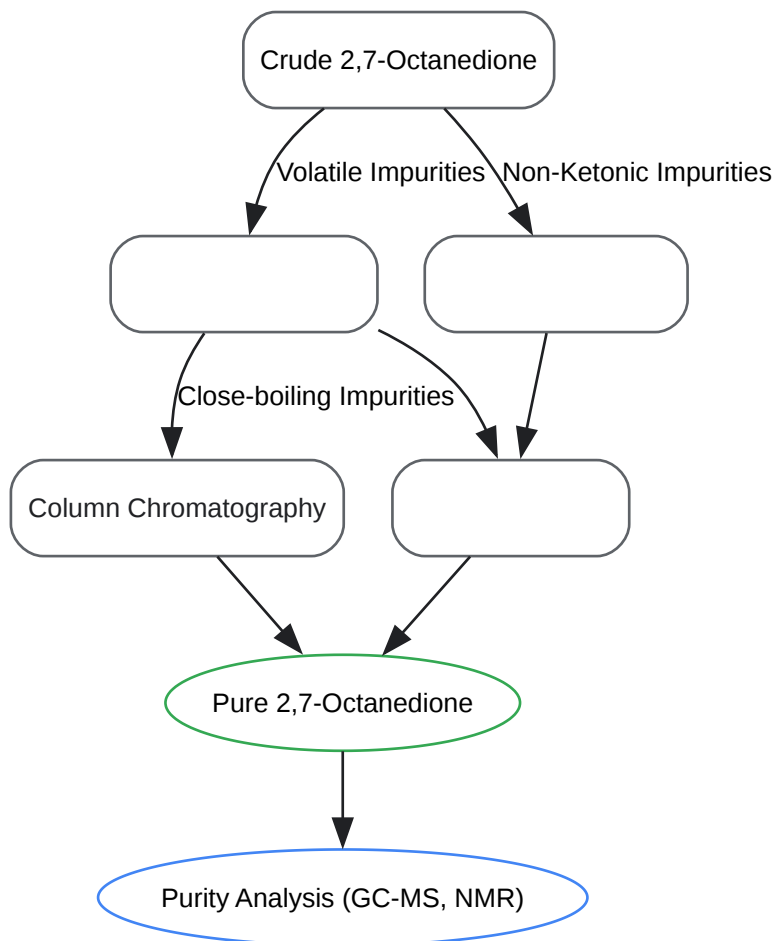 Crude 2,7-Octanedione
Volatile Impurities
Non-Ketonic Impurities
Close-boiling Impurities
Column Chromatography
Pure 2,7-Octanedione
Purity Analysis (GC-MS, NMR)